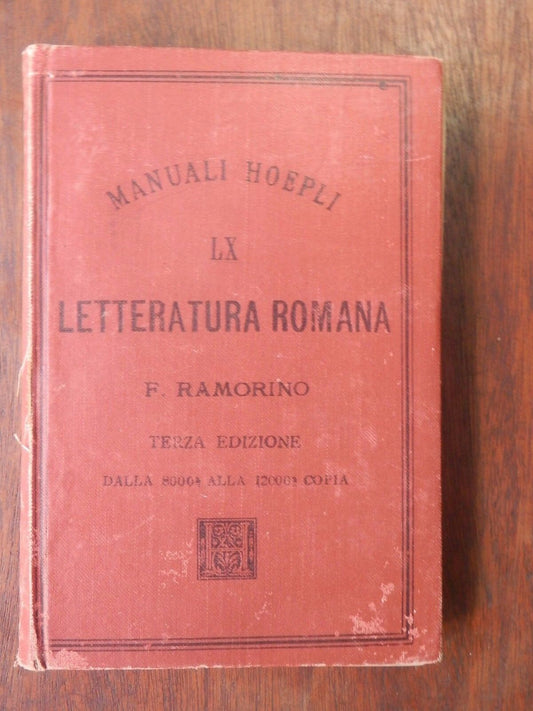 MANUALI HOEPLI
LX
LETTERATURA ROMANA
F. RAMORINO
TERZA EDIZIONE
DALLA 8000ª ALLA 12000ª COPIA
H